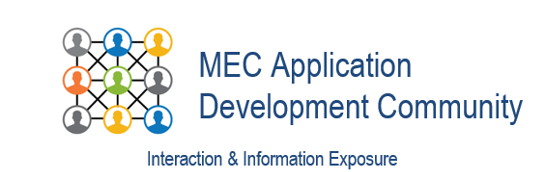 MEC Application
Development Community
Interaction & Information Exposure